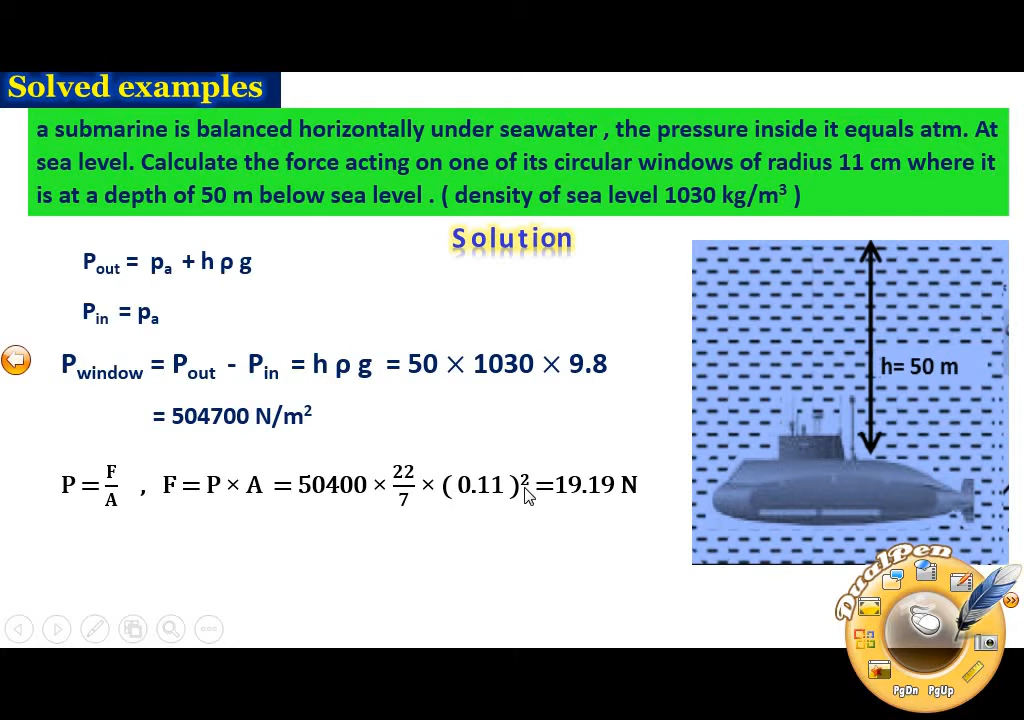 Solved examples
a submarine is balanced horizontally under seawater , the pressure inside it equals atm. At
sea level. Calculate the force acting on one of its circular windows of radius 11 cm where it
is at a depth of 50 m below sea level . ( density of sea level 1030 kg/m³ )
Solution
P_out = p_a + h ρ g
P_in = p_a
P_window = P_out - P_in = h ρ g = 50 × 1030 × 9.8
= 504700 N/m²
P = F/A , F = P × A = 50400 × 22/7 × ( 0.11 )² =19.19 N
h= 50 m
DualPen
PgDn PgUp